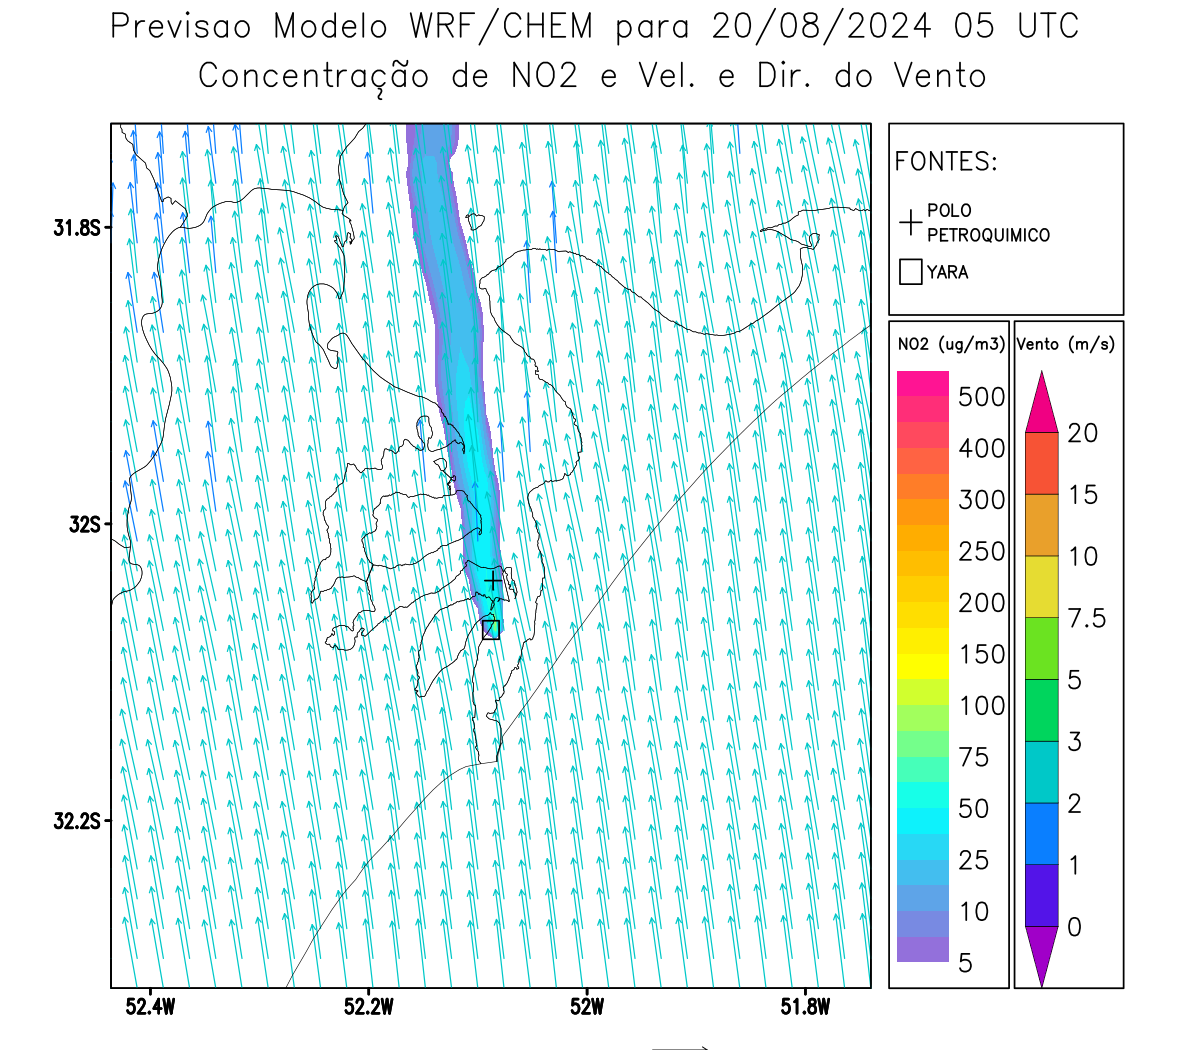 Previsao Modelo WRF/CHEM para 20/08/2024 05 UTC
Concentração de NO2 e Vel. e Dir. do Vento
FONTES:
POLO
PETROQUIMICO
YARA
NO2 (ug/m3)
500
400
300
250
200
150
100
75
50
25
10
5
Vento (m/s)
20
15
10
7.5
5
3
2
1
0
31.8S
32S
32.2S
52.4W
52.2W
52W
51.8W